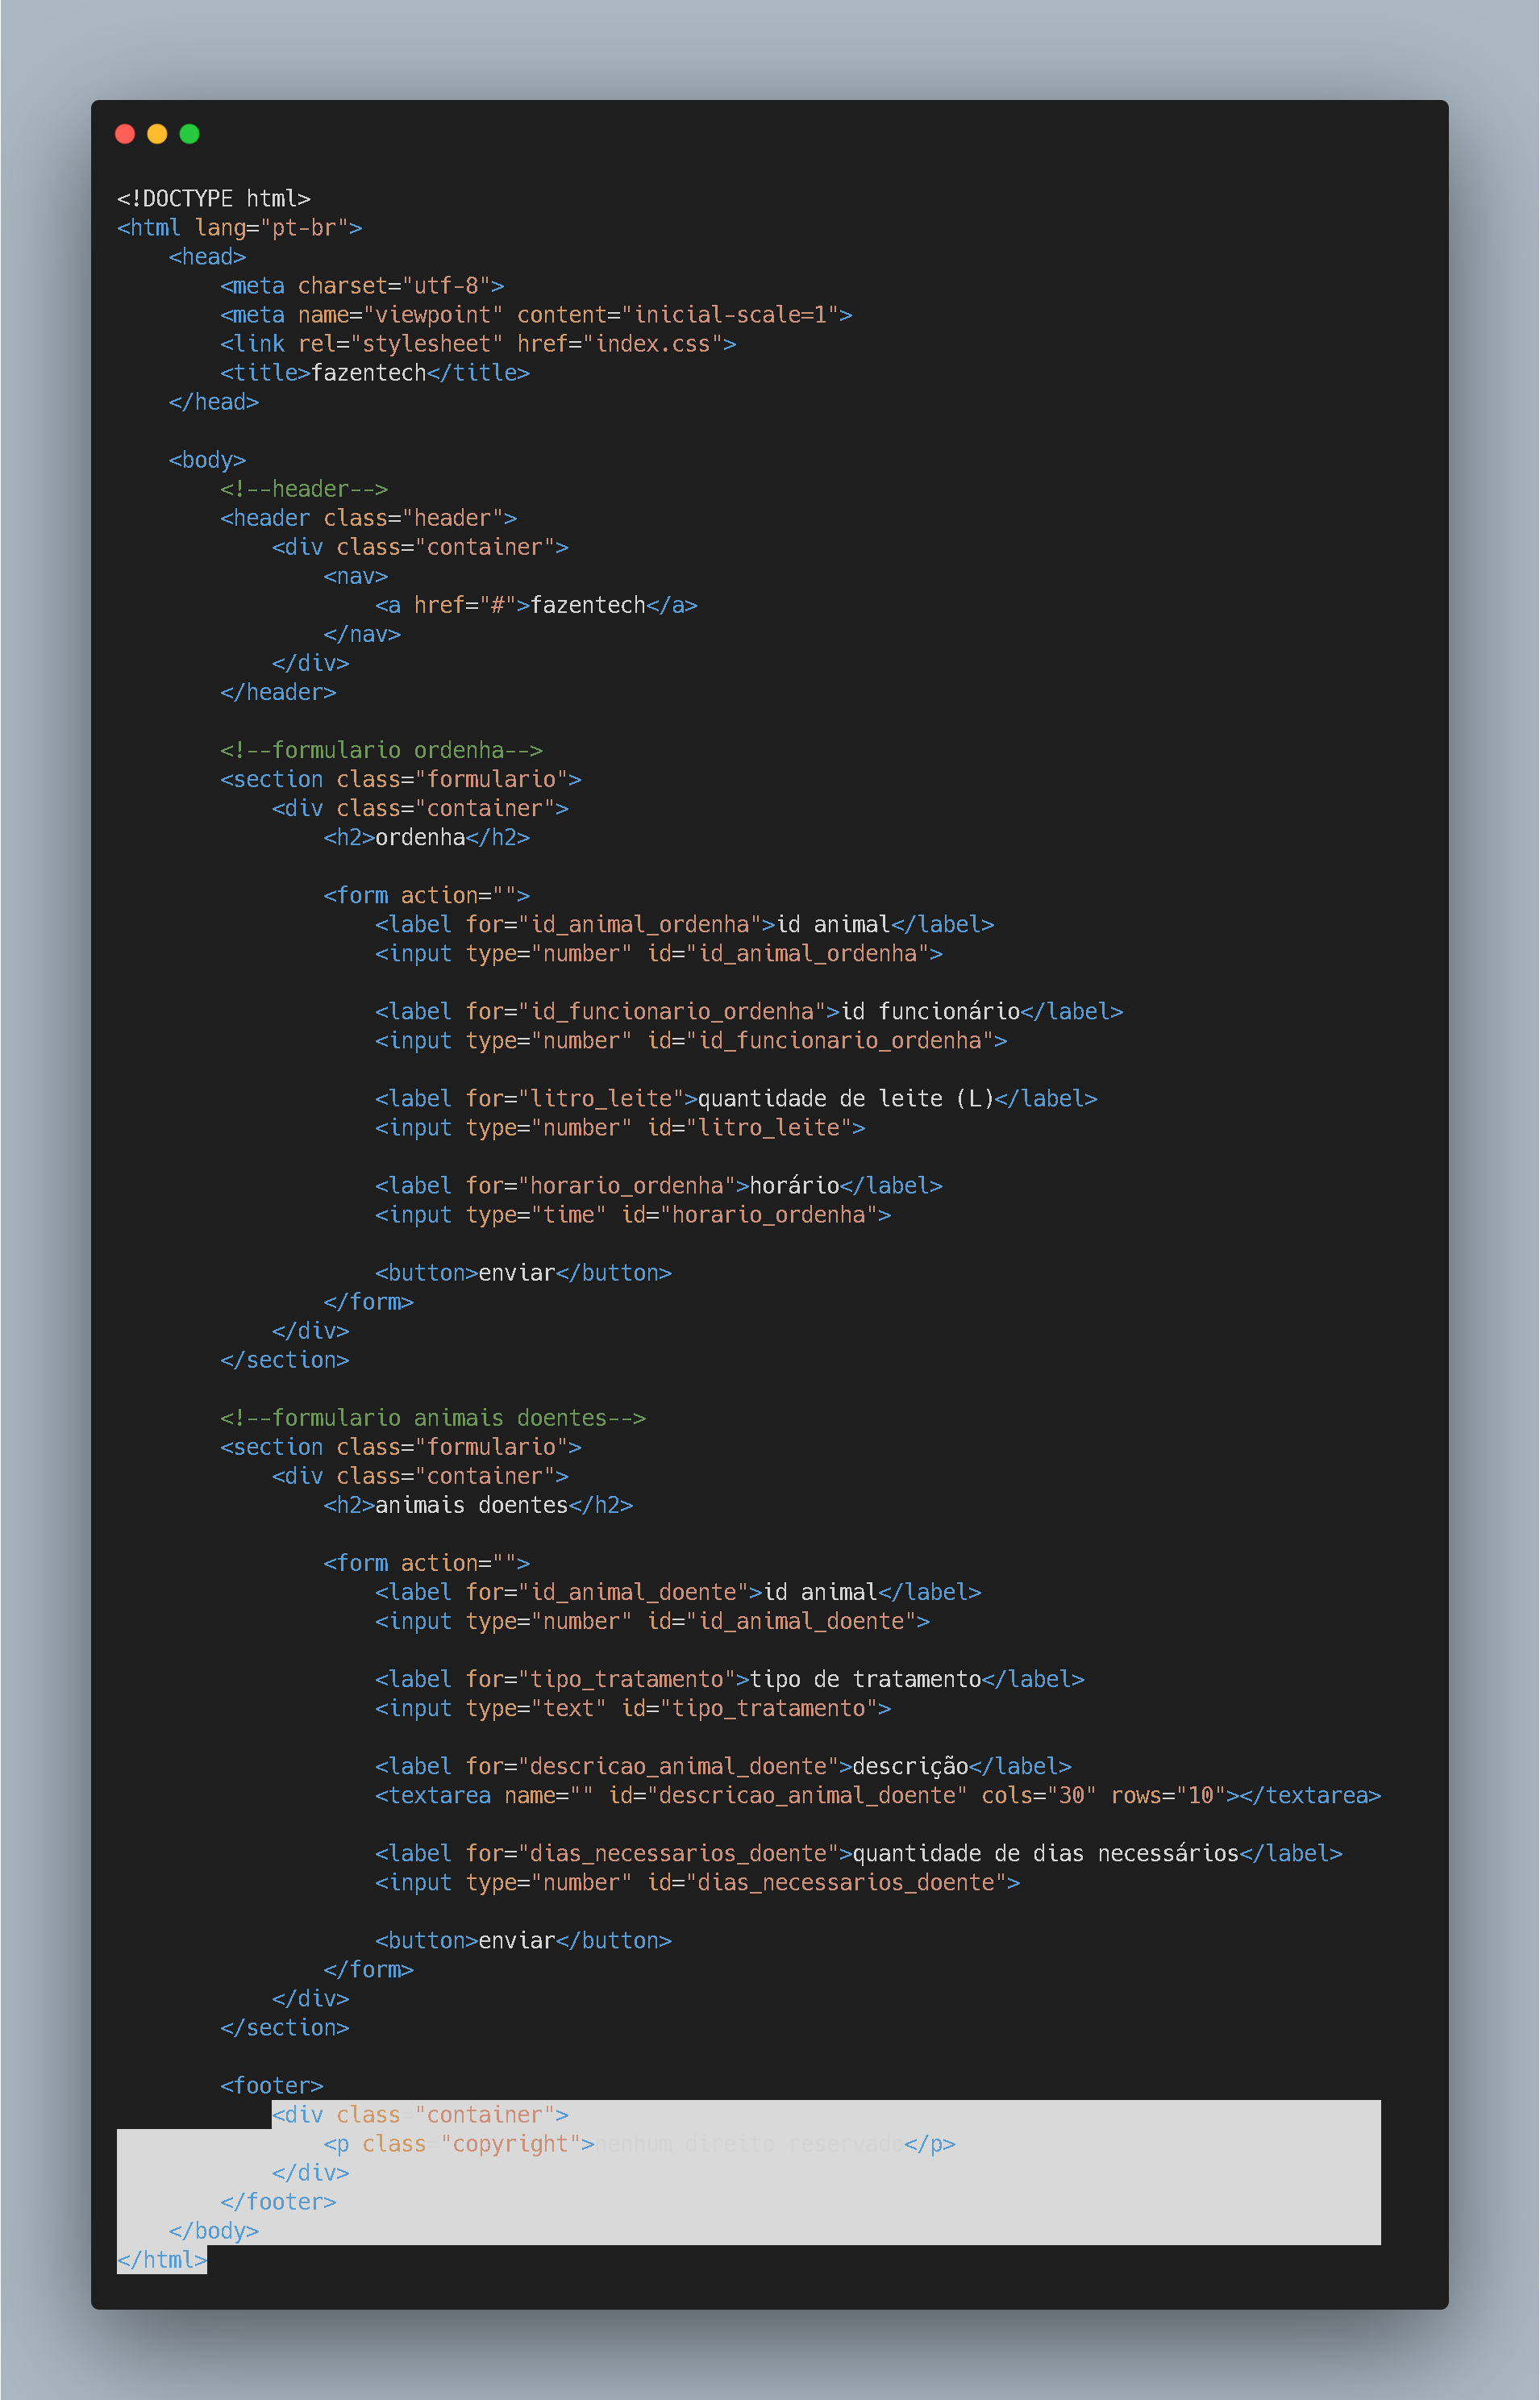 <!DOCTYPE html>
<html lang="pt-br">
    <head>
        <meta charset="utf-8">
        <meta name="viewpoint" content="inicial-scale=1">
        <link rel="stylesheet" href="index.css">
        <title>fazentech</title>
    </head>

    <body>
        <!--header-->
        <header class="header">
            <div class="container">
                <nav>
                    <a href="#">fazentech</a>
                </nav>
            </div>
        </header>

        <!--formulario ordenha-->
        <section class="formulario">
            <div class="container">
                <h2>ordenha</h2>

                <form action="">
                    <label for="id_animal_ordenha">id animal</label>
                    <input type="number" id="id_animal_ordenha">

                    <label for="id_funcionario_ordenha">id funcionário</label>
                    <input type="number" id="id_funcionario_ordenha">

                    <label for="litro_leite">quantidade de leite (L)</label>
                    <input type="number" id="litro_leite">

                    <label for="horario_ordenha">horário</label>
                    <input type="time" id="horario_ordenha">

                    <button>enviar</button>
                </form>
            </div>
        </section>

        <!--formulario animais doentes-->
        <section class="formulario">
            <div class="container">
                <h2>animais doentes</h2>

                <form action="">
                    <label for="id_animal_doente">id animal</label>
                    <input type="number" id="id_animal_doente">

                    <label for="tipo_tratamento">tipo de tratamento</label>
                    <input type="text" id="tipo_tratamento">

                    <label for="descricao_animal_doente">descrição</label>
                    <textarea name="" id="descricao_animal_doente" cols="30" rows="10"></textarea>

                    <label for="dias_necessarios_doente">quantidade de dias necessários</label>
                    <input type="number" id="dias_necessarios_doente">

                    <button>enviar</button>
                </form>
            </div>
        </section>

        <footer>
            <div class="container">
                <p class="copyright">nenhum direito reservado</p>
            </div>
        </footer>
    </body>
</html>